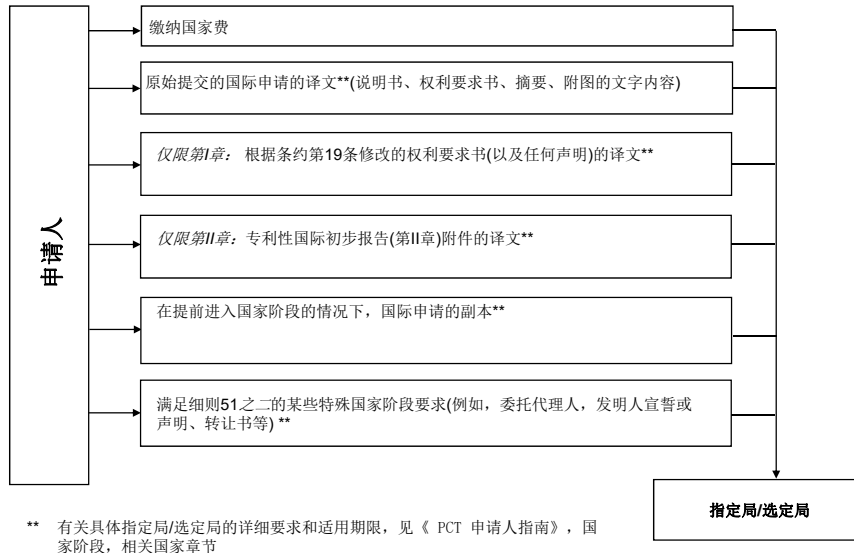 缴纳国家费
原始提交的国际申请的译文**(说明书、权利要求书、摘要、附图的文字内容)
仅限第I章： 根据条约第19条修改的权利要求书(以及任何声明)的译文**
申请人
仅限第II章：专利性国际初步报告(第II章)附件的译文**
在提前进入国家阶段的情况下，国际申请的副本**
满足细则51之二的某些特殊国家阶段要求(例如，委托代理人，发明人宣誓或
声明、转让书等) **
指定局/选定局
** 有关具体指定局/选定局的详细要求和适用期限，见《 PCT 申请人指南》，国
家阶段，相关国家章节